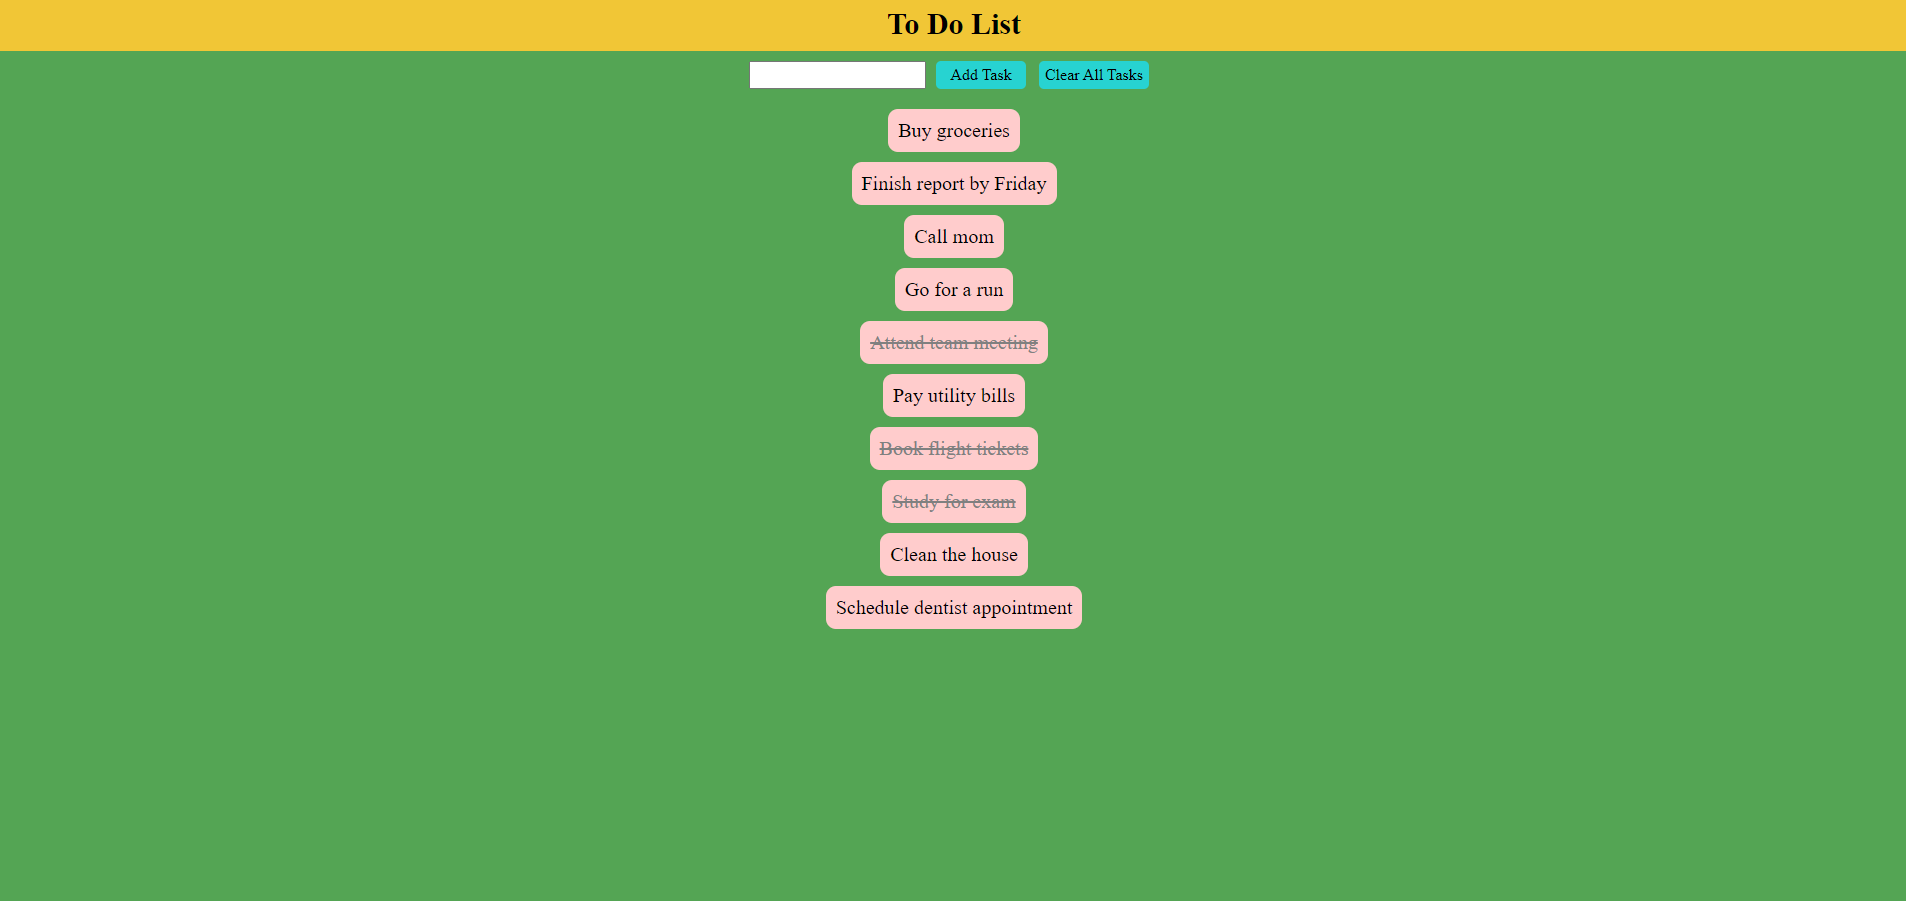 To Do List
Add Task Clear All Tasks
Buy groceries
Finish report by Friday
Call mom
Go for a run
Attend team meeting
Pay utility bills
Book flight tickets
Study for exam
Clean the house
Schedule dentist appointment